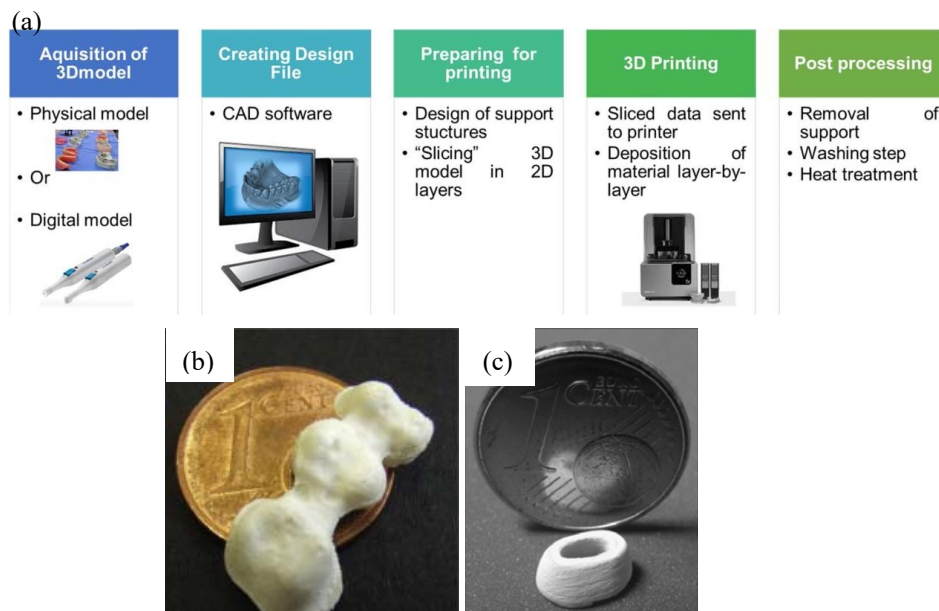 (a)
Aquisition of
3Dmodel
• Physical model
• Or
• Digital model
Creating Design
File
• CAD software
Preparing for
printing
• Design of support
stuctures
• “Slicing” 3D
model in 2D
layers
3D Printing
• Sliced data sent
to printer
• Deposition of
material layer-by-
layer
Post processing
• Removal of
support
• Washing step
• Heat treatment
(b)
1
CENT
(c)
1
EURO
CENT